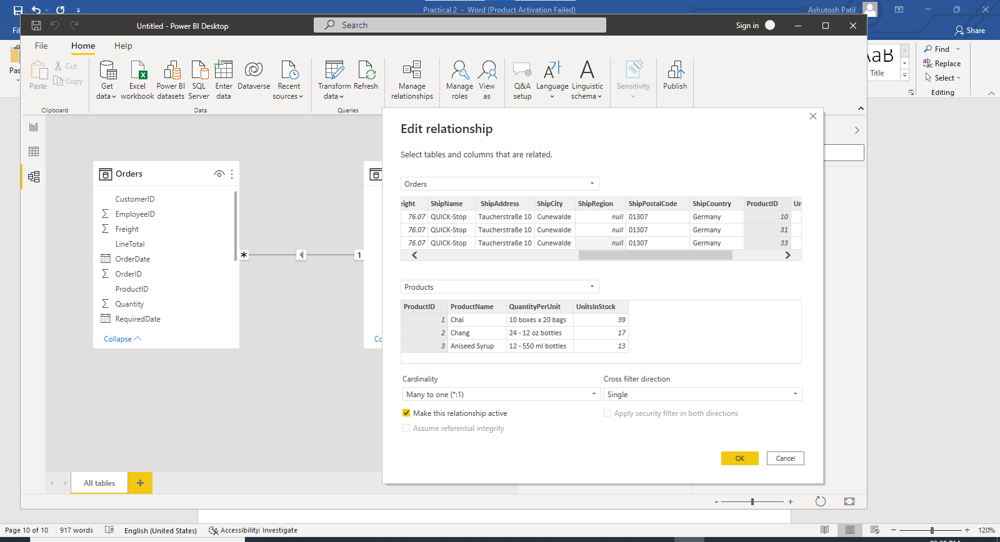 Practical 2 - Word (Product Activation Failed)
Ashutosh Patil
Share
Untitled - Power BI Desktop
Search
Sign in
File Home Help
Paste
Cut
Copy
Clipboard
Get data
Excel workbook
Power BI datasets
SQL Server
Enter data
Dataverse
Recent sources
Data
Transform data
Refresh
Queries
Manage relationships
Manage roles
View as
Q&A setup
Language
Linguistic schema
Sensitivity
Publish
AaB
Title
Find
Replace
Select
Editing
Orders
CustomerID
EmployeeID
Freight
LineTotal
OrderDate
OrderID
ProductID
Quantity
RequiredDate
Collapse
1
Edit relationship
Select tables and columns that are related.
Orders
ight ShipName ShipAddress ShipCity ShipRegion ShipPostalCode ShipCountry ProductID Un
76.07 QUICK-Stop Taucherstraße 10 Cunewalde null 01307 Germany 10
76.07 QUICK-Stop Taucherstraße 10 Cunewalde null 01307 Germany 31
76.07 QUICK-Stop Taucherstraße 10 Cunewalde null 01307 Germany 33
Products
ProductID ProductName QuantityPerUnit UnitsInStock
1 Chai 10 boxes x 20 bags 39
2 Chang 24 - 12 oz bottles 17
3 Aniseed Syrup 12 - 550 ml bottles 13
Cardinality
Many to one (*:1)
Cross filter direction
Single
Make this relationship active
Apply security filter in both directions
Assume referential integrity
OK Cancel
All tables
Page 10 of 10 917 words English (United States) Accessibility: Investigate
120%